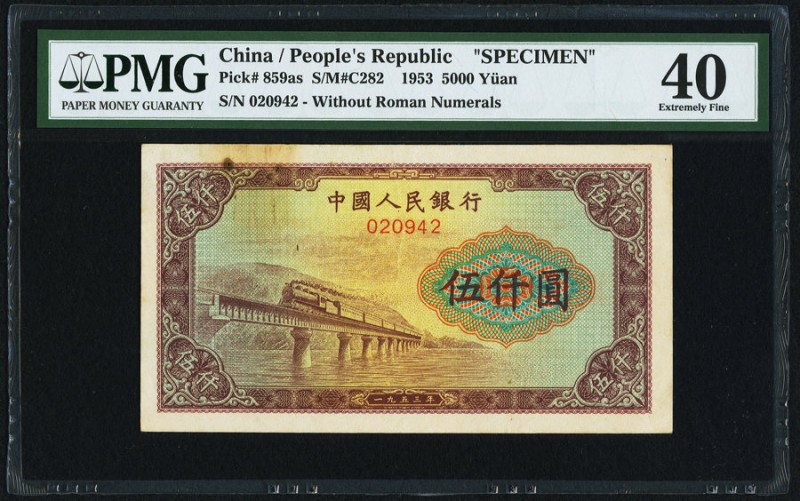 PMG
PAPER MONEY GUARANTY
China / People's Republic "SPECIMEN"
Pick# 859as S/M#C282 1953 5000 Yüan
S/N 020942 - Without Roman Numerals
40
Extremely Fine
伍仟
伍仟
中國人民銀行
020942
伍仟圓
伍仟
伍仟
一九五三年